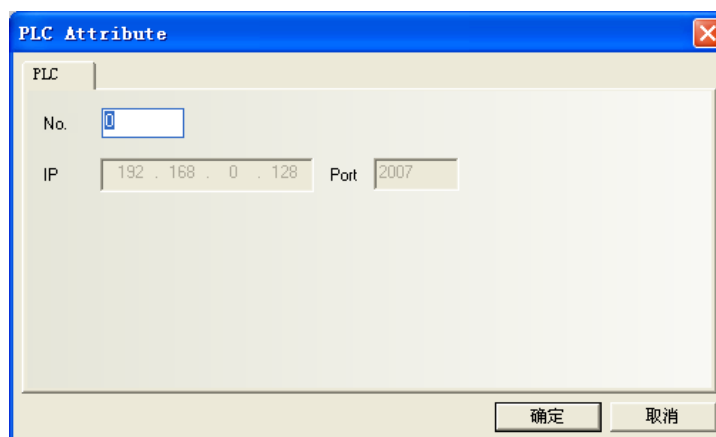 PLC Attribute
PLC
No. 0
IP 192 . 168 . 0 . 128 Port 2007
确定 取消